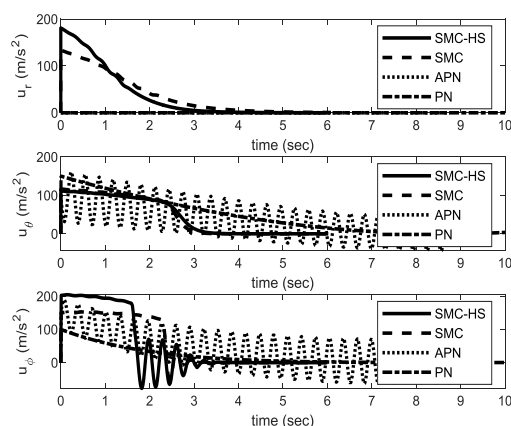 u_r (m/s²)
200
100
0
SMC-HS
SMC
APN
PN
0 1 2 3 4 5 6 7 8 9 10
time (sec)
u_θ (m/s²)
200
100
0
SMC-HS
SMC
APN
PN
0 1 2 3 4 5 6 7 8 9 10
time (sec)
u_ϕ (m/s²)
200
100
0
SMC-HS
SMC
APN
PN
0 1 2 3 4 5 6 7 8 9 10
time (sec)